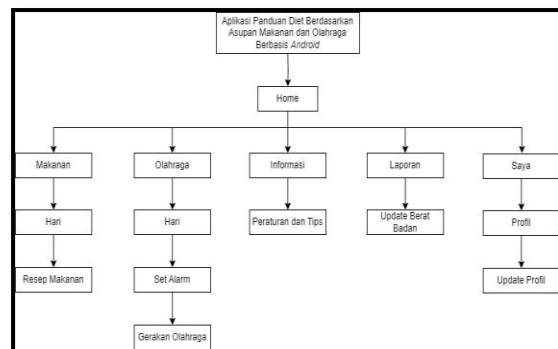 Aplikasi Panduan Diet Berdasarkan
Asupan Makanan dan Olahraga
Berbasis Android
Home
Makanan
Olahraga
Informasi
Laporan
Saya
Hari
Hari
Peraturan dan Tips
Update Berat
Badan
Profil
Resep Makanan
Set Alarm
Update Profil
Gerakan Olahraga